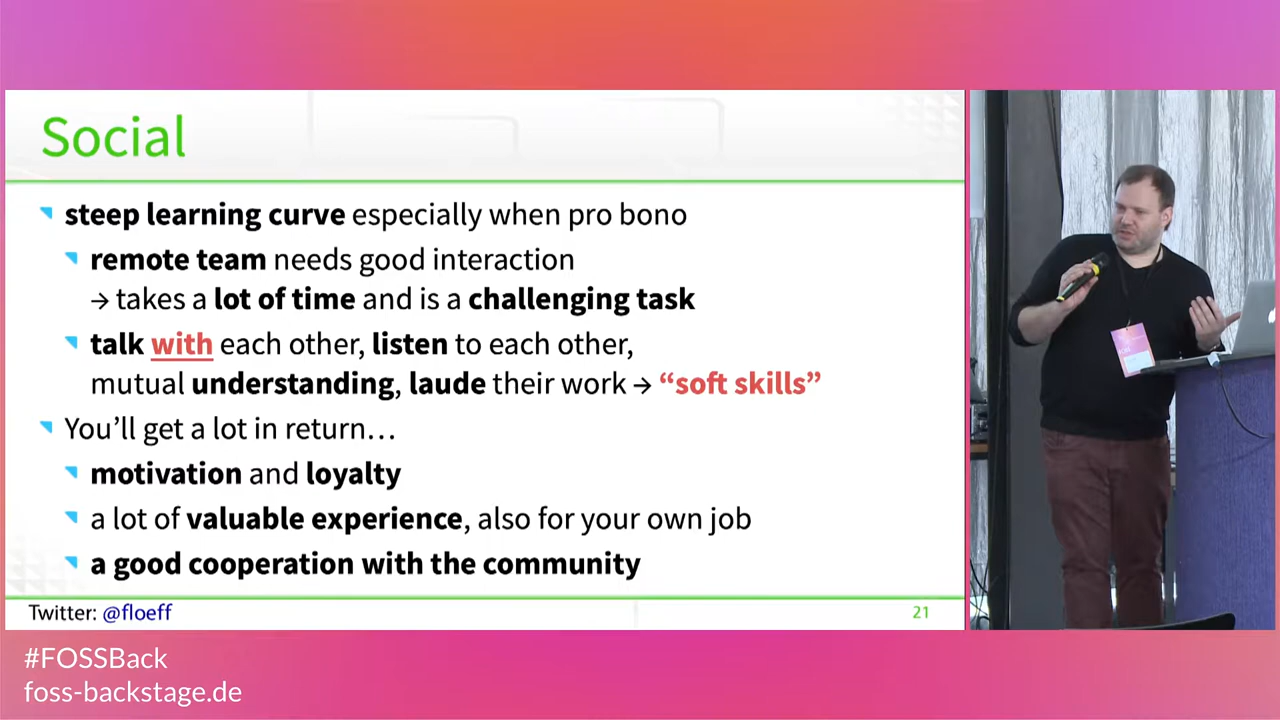 Social
steep learning curve especially when pro bono
remote team needs good interaction
→ takes a lot of time and is a challenging task
talk with each other, listen to each other,
mutual understanding, laude their work → “soft skills”
You’ll get a lot in return…
motivation and loyalty
a lot of valuable experience, also for your own job
a good cooperation with the community
Twitter: @floeff
21
#FOSSBack
foss-backstage.de